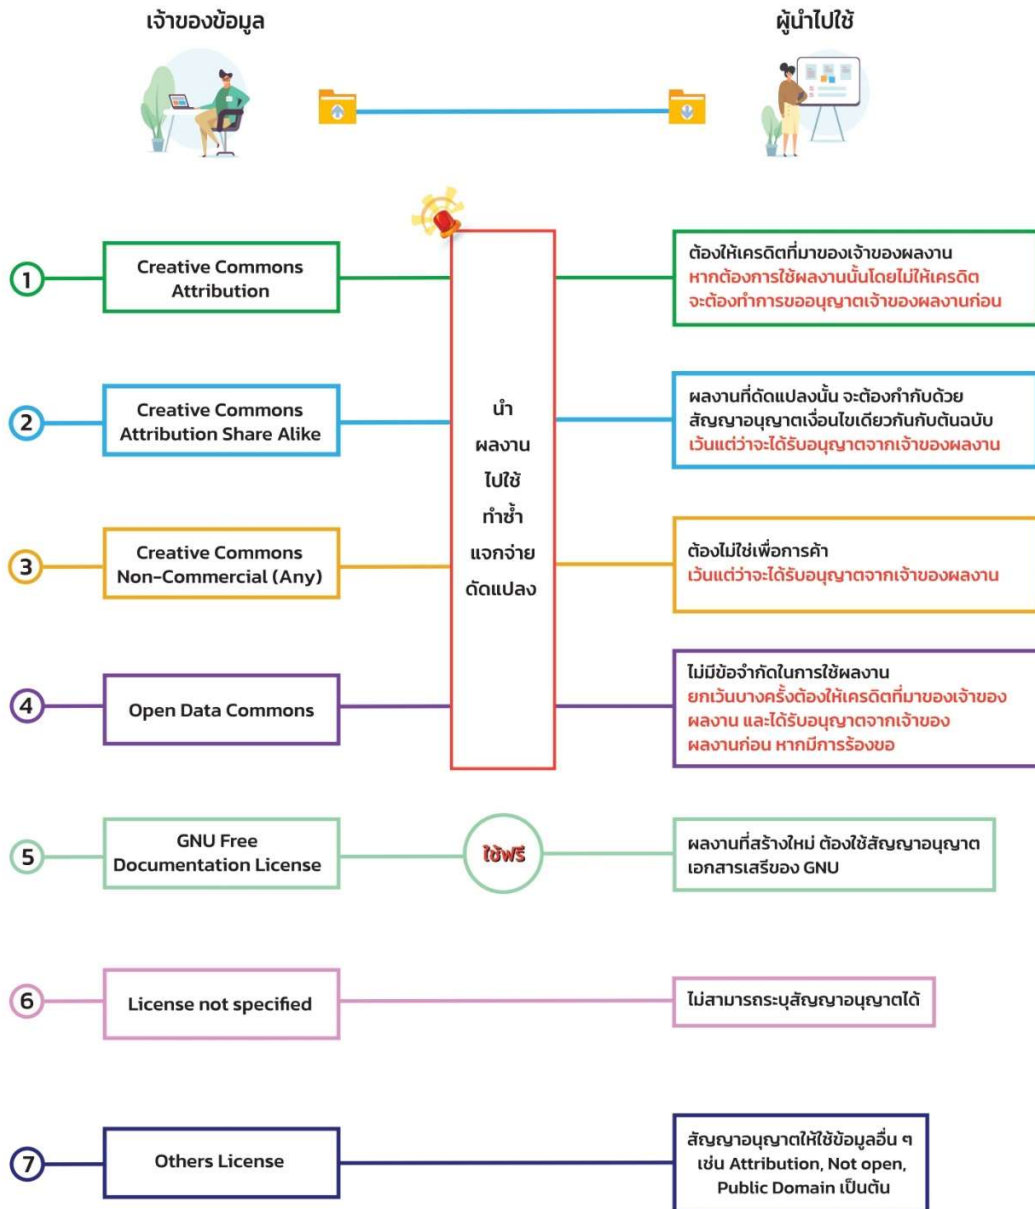 เจ้าของข้อมูล
ผู้นำไปใช้
1
Creative Commons
Attribution
ต้องให้เครดิตที่มาของเจ้าของผลงาน
หากต้องการใช้ผลงานนั้นโดยไม่ให้เครดิต
จะต้องทำการขออนุญาตเจ้าของผลงานก่อน
2
Creative Commons
Attribution Share Alike
ผลงานที่ดัดแปลงนั้น จะต้องกำกับด้วย
สัญญาอนุญาตเงื่อนไขเดียวกันกับต้นฉบับ
เว้นแต่ว่าจะได้รับอนุญาตจากเจ้าของผลงาน
นำ
ผลงาน
ไปใช้
ทำซ้ำ
แจกจ่าย
ดัดแปลง
3
Creative Commons
Non-Commercial (Any)
ต้องไม่ใช่เพื่อการค้า
เว้นแต่ว่าจะได้รับอนุญาตจากเจ้าของผลงาน
4
Open Data Commons
ไม่มีข้อจำกัดในการใช้ผลงาน
ยกเว้นบางครั้งต้องให้เครดิตที่มาของเจ้าของ
ผลงาน และได้รับอนุญาตจากเจ้าของ
ผลงานก่อน หากมีการร้องขอ
5
GNU Free
Documentation License
ใช้ฟรี
ผลงานที่สร้างใหม่ ต้องใช้สัญญาอนุญาต
เอกสารเสรีของ GNU
6
License not specified
ไม่สามารถระบุสัญญาอนุญาตได้
7
Others License
สัญญาอนุญาตให้ใช้ข้อมูลอื่น ๆ
เช่น Attribution, Not open,
Public Domain เป็นต้น